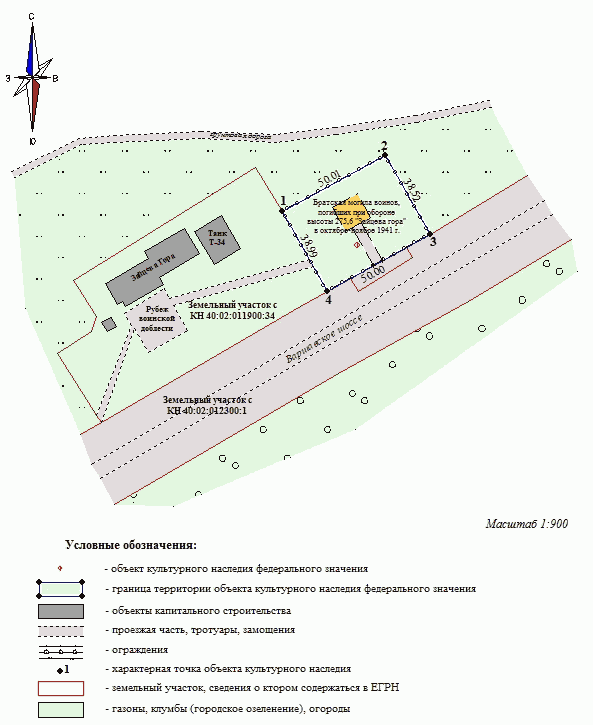 С
З
В
Ю
2
50.01
38.52
1
Братская могила воинов,
погибших при обороне
высоты 275,6 "Зайцева гора"
в октябре-ноябре 1941 г.
Танк
Т-34
38.99
3
Зайцева Гора
50.00
4
Рубеж
воинской
доблести
Земельный участок с
КН 40:02:011900:34
Варшавское шоссе
Земельный участок с
КН 40:02:012300:1
Масштаб 1:900
Условные обозначения:
- объект культурного наследия федерального значения
- граница территории объекта культурного наследия федерального значения
- объекты капитального строительства
- проезжая часть, тротуары, замощения
- ограждения
1 - характерная точка объекта культурного наследия
- земельный участок, сведения о ктором содержаться в ЕГРН
- газоны, клумбы (городское озеленение), огороды